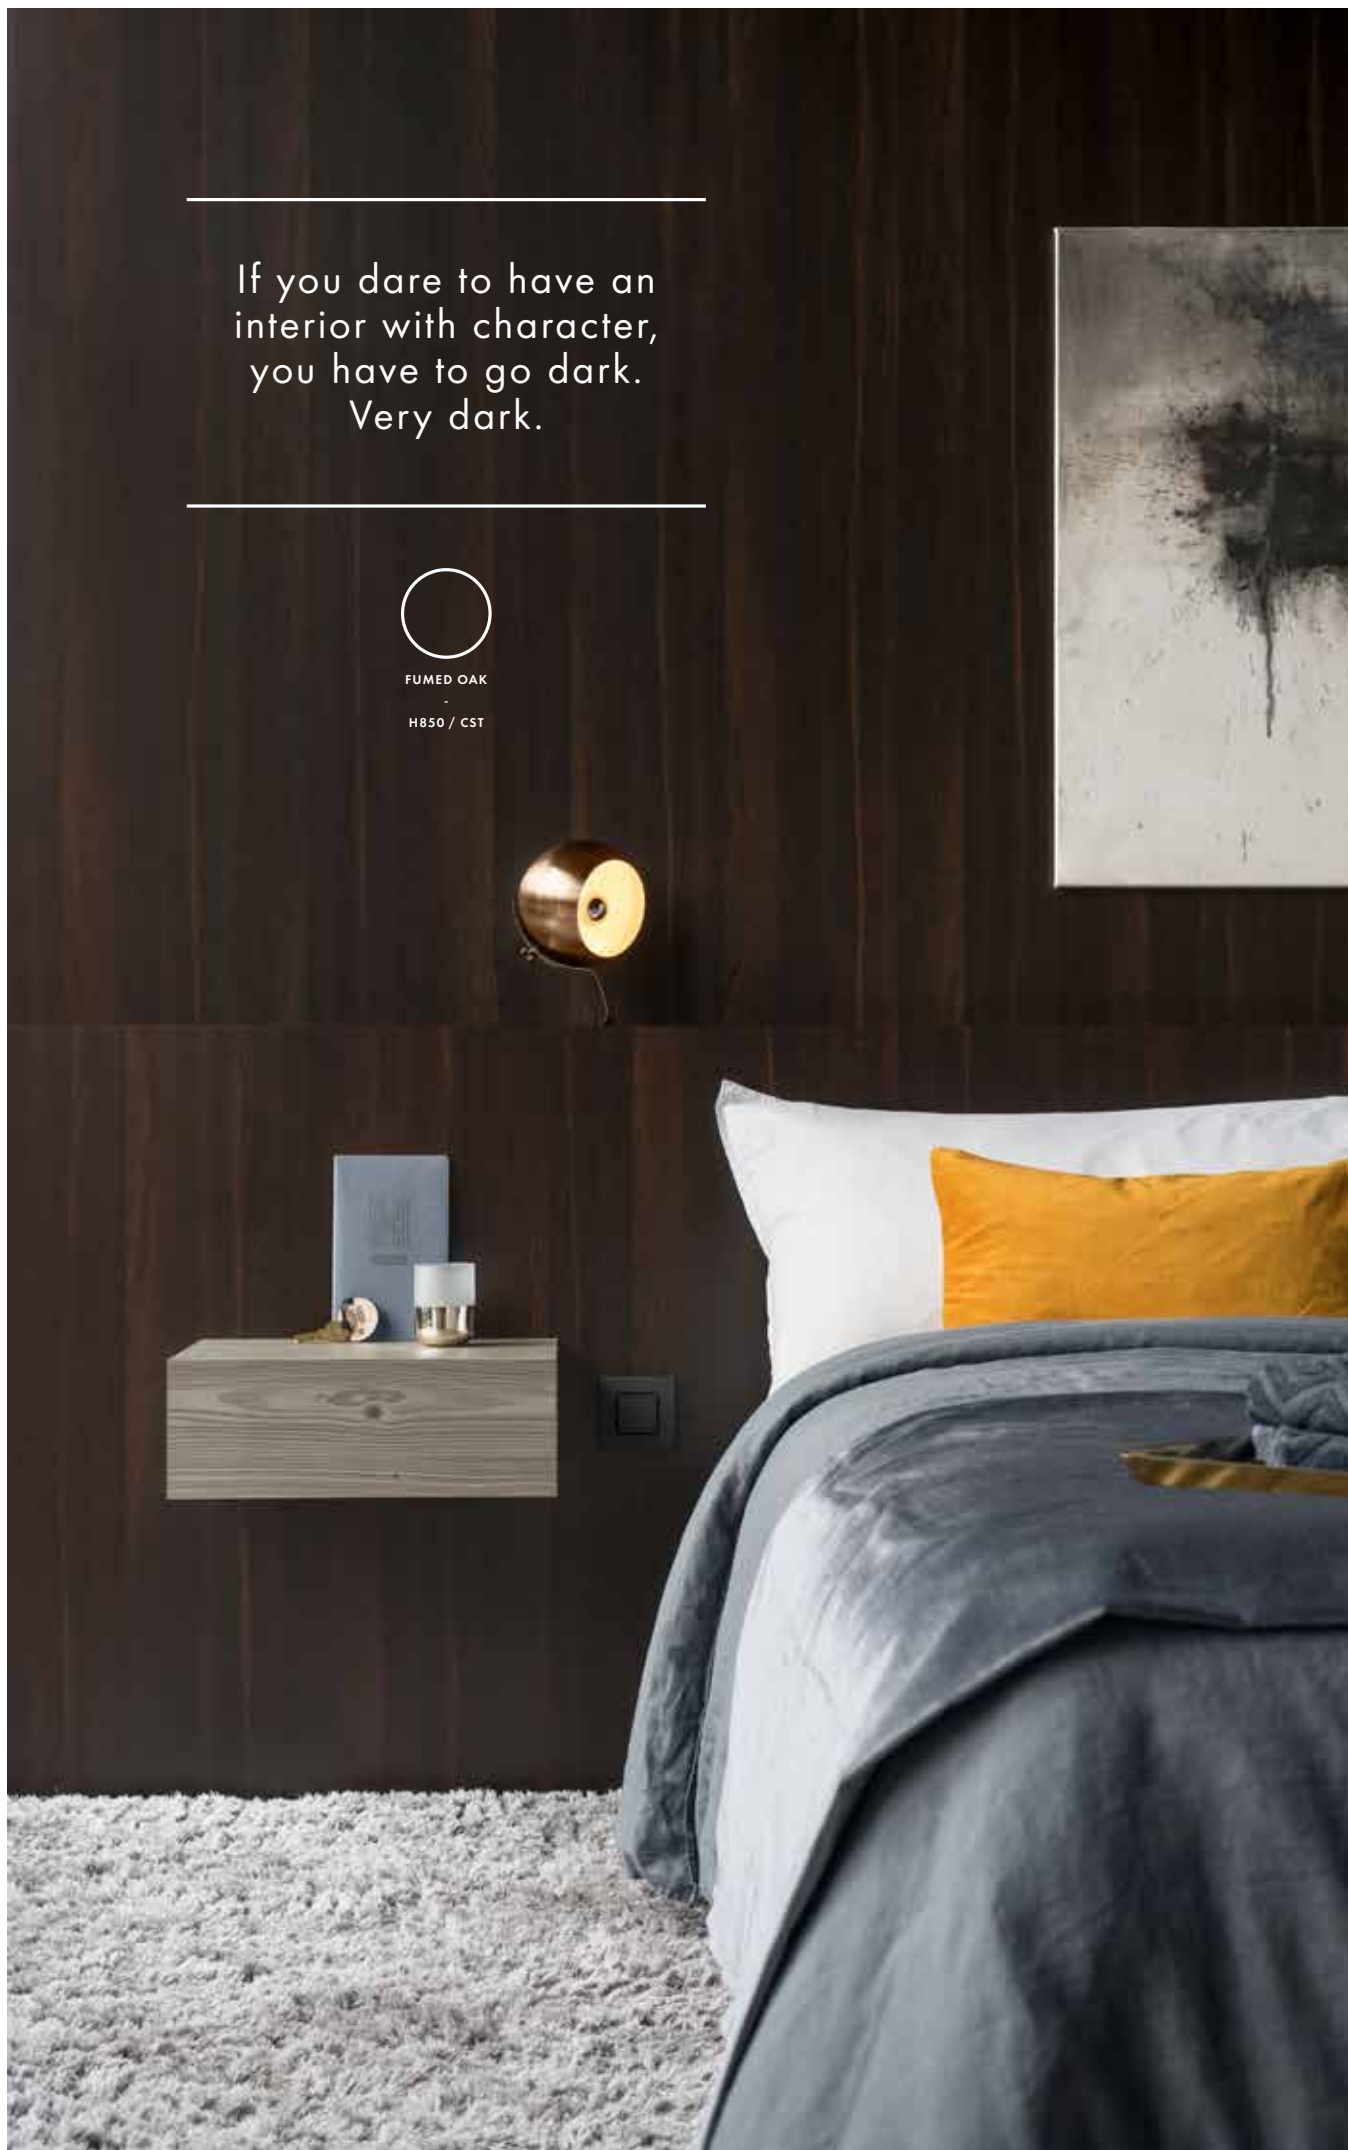 If you dare to have an
interior with character,
you have to go dark.
Very dark.
FUMED OAK
-
H850 / CST